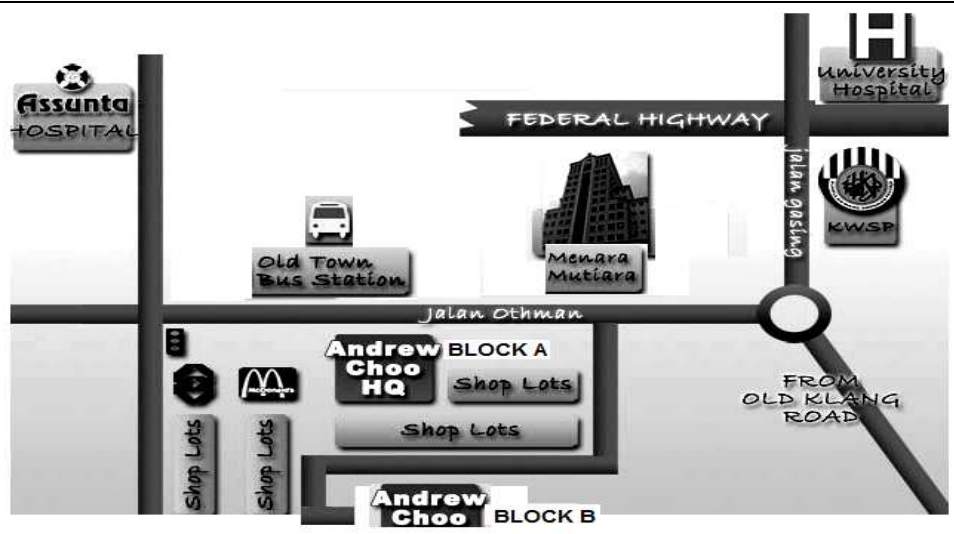 H
University
Hospital
Assunta
HOSPITAL
FEDERAL HIGHWAY
jalan gasing
KWSP
Old Town
Bus Station
Menara
Mutiara
Jalan Othman
Andrew
Choo
HQ
BLOCK A
McDonald's
Shop Lots
FROM
OLD KLANG
ROAD
Shop Lots
Shop Lots
Shop Lots
Andrew
Choo
BLOCK B